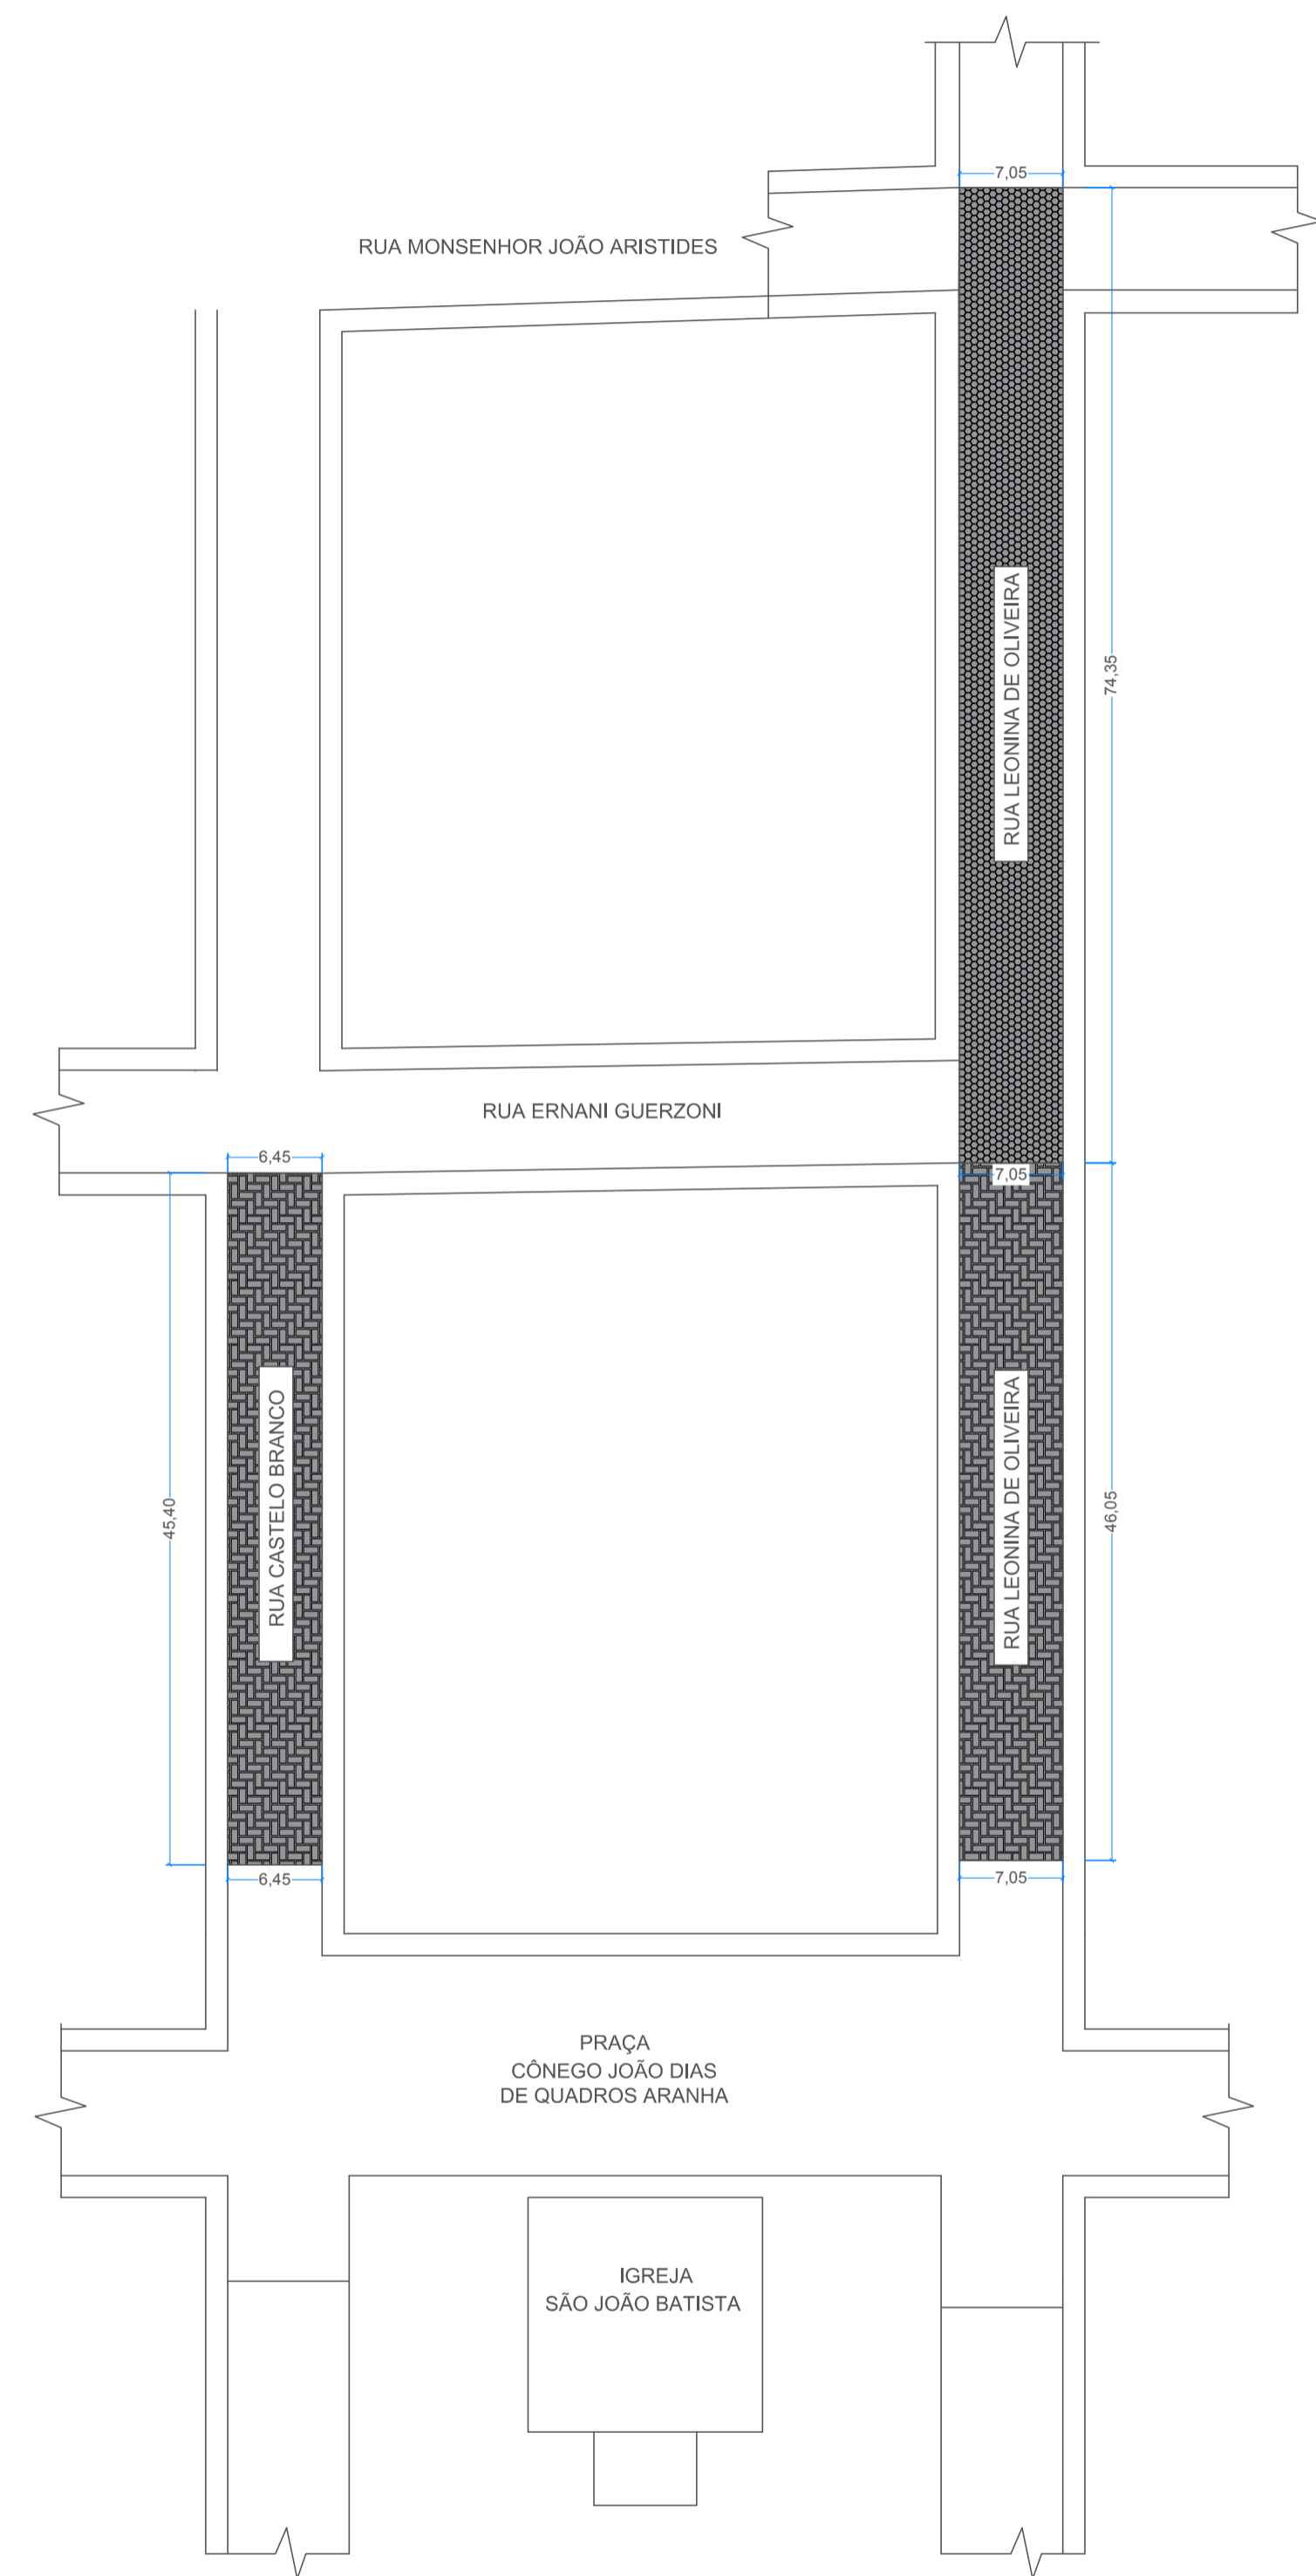 7,05
RUA MONSENHOR JOÃO ARISTIDES
RUA LEONINA DE OLIVEIRA
74,35
RUA ERNANI GUERZONI
6,45
7,05
RUA CASTELO BRANCO
45,40
RUA LEONINA DE OLIVEIRA
46,05
6,45
7,05
PRAÇA
CÔNEGO JOÃO DIAS
DE QUADROS ARANHA
IGREJA
SÃO JOÃO BATISTA